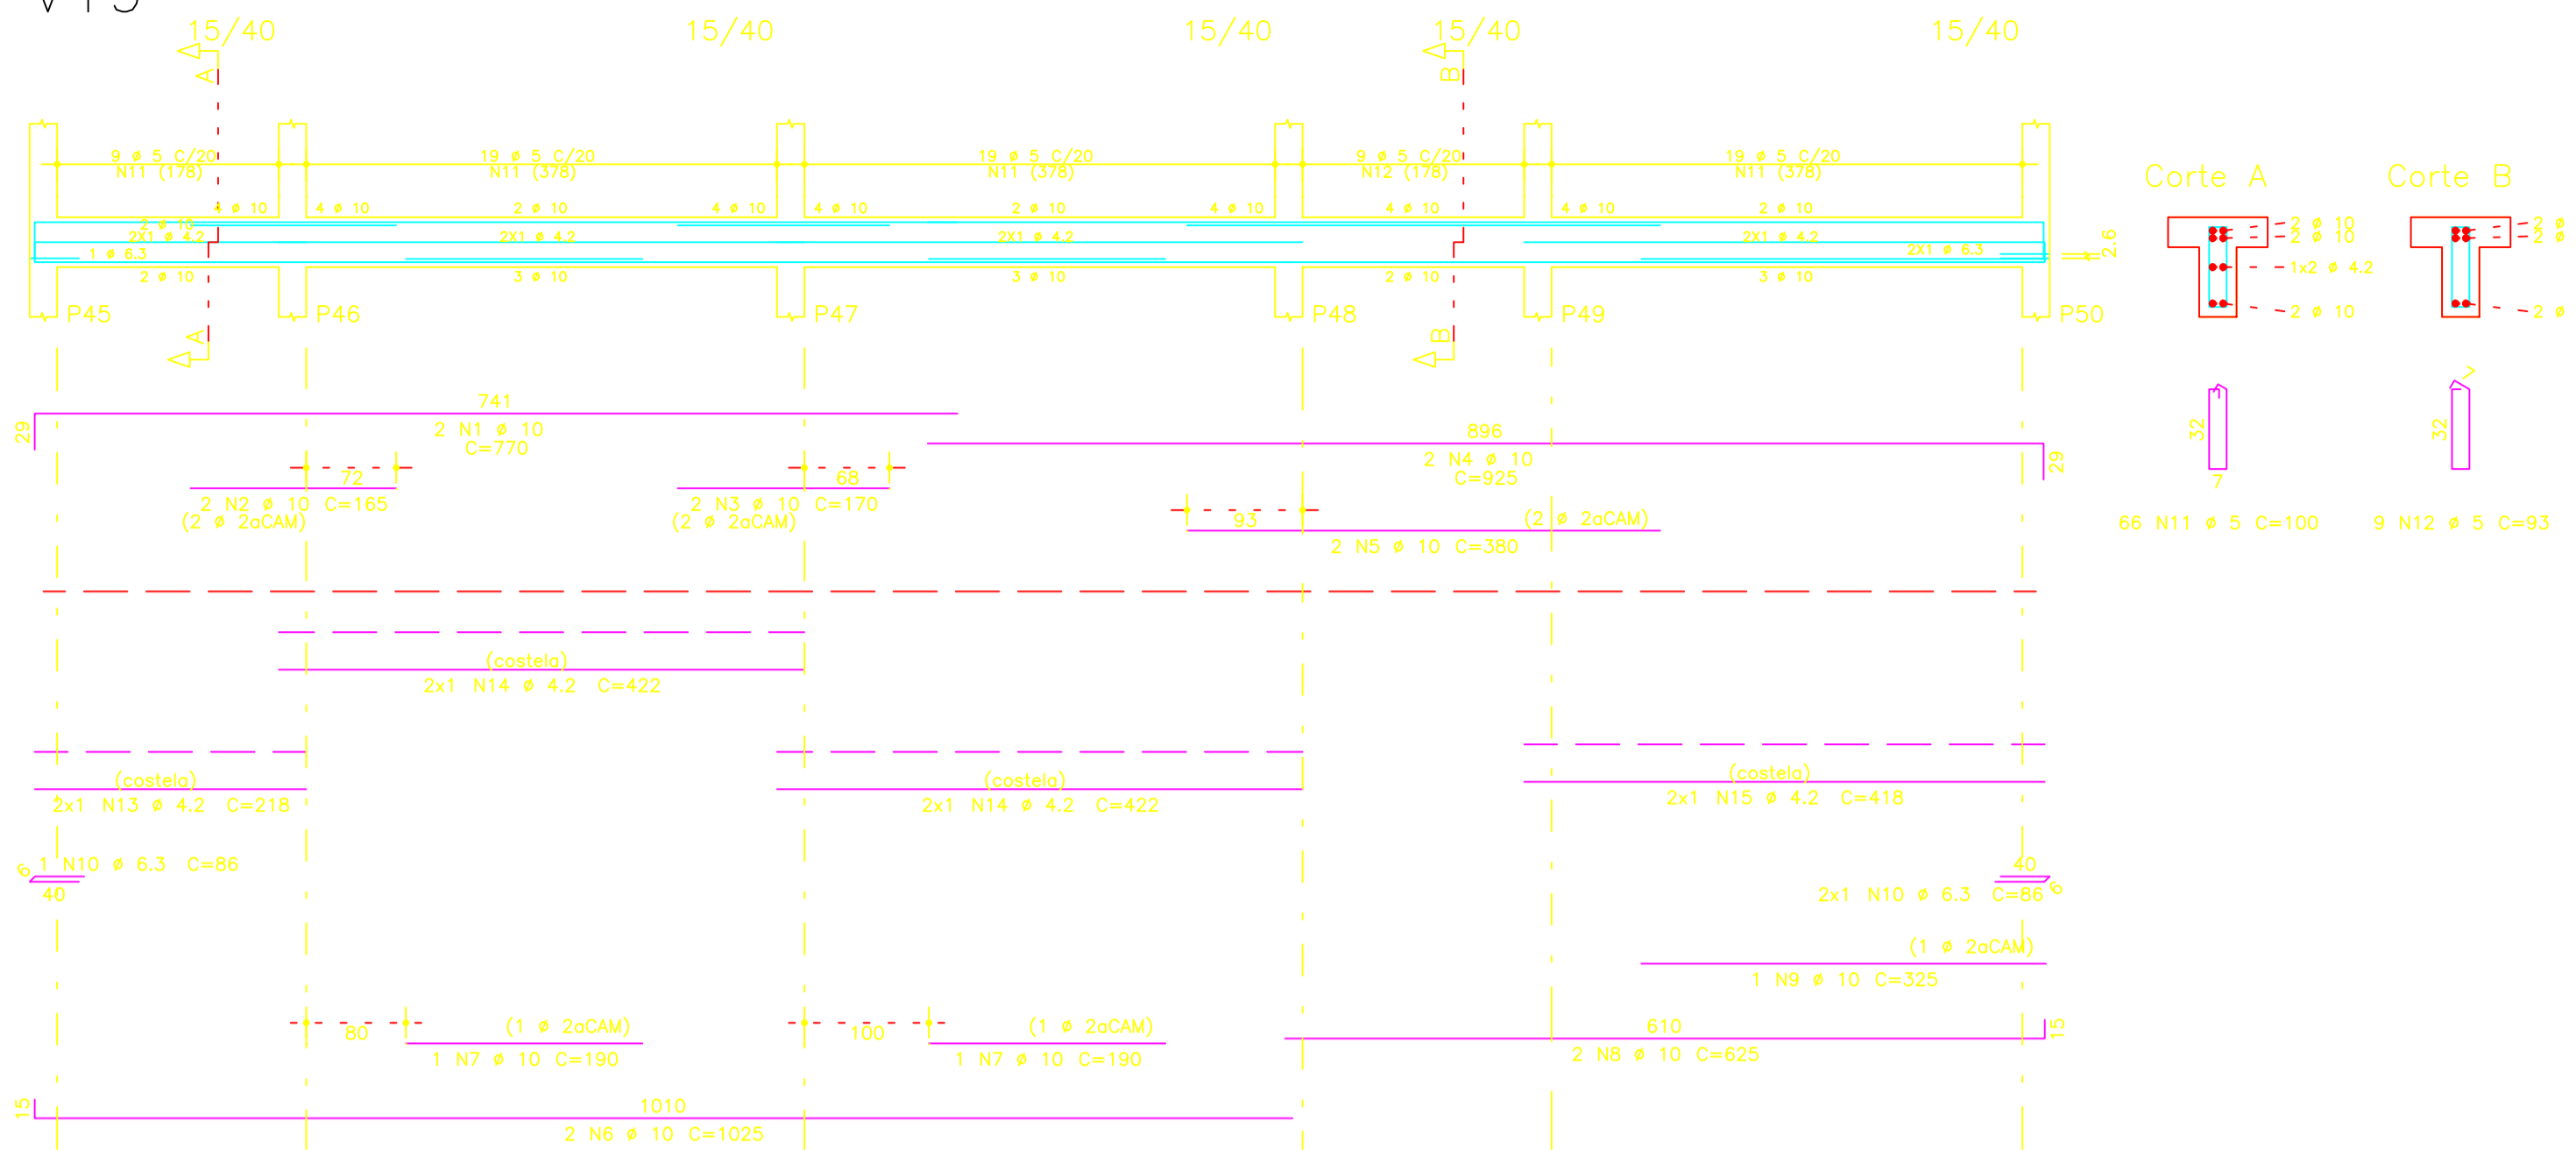 15/40 15/40 15/40 15/40 15/40
A B
9 ø 5 C/20 19 ø 5 C/20 19 ø 5 C/20 9 ø 5 C/20 19 ø 5 C/20
N11 (178) N11 (378) N11 (378) N12 (178) N11 (378)
Corte A Corte B
4 ø 10 4 ø 10 2 ø 10 4 ø 10 4 ø 10 2 ø 10 4 ø 10 4 ø 10 4 ø 10 2 ø 10
2 ø 10
2X1 ø 4.2 2X1 ø 4.2 2X1 ø 4.2 2X1 ø 4.2
1 ø 6.3 2X1 ø 6.3 2.6
2 ø 10 3 ø 10 3 ø 10 2 ø 10 3 ø 10
2 ø 10 2 ø
2 ø 10 2 ø
1x2 ø 4.2
2 ø 10 2 ø
P45 P46 P47 P48 P49 P50
A B
741
29
2 N1 ø 10
C=770
896
2 N4 ø 10
C=925
29
32
7
32
7
72
2 N2 ø 10 C=165
(2 ø 2aCAM)
68
2 N3 ø 10 C=170
(2 ø 2aCAM)
93
(2 ø 2aCAM)
2 N5 ø 10 C=380
66 N11 ø 5 C=100 9 N12 ø 5 C=93
(costela)
2x1 N14 ø 4.2 C=422
(costela) (costela) (costela)
2x1 N13 ø 4.2 C=218 2x1 N14 ø 4.2 C=422 2x1 N15 ø 4.2 C=418
6 1 N10 ø 6.3 C=86
40
40
2x1 N10 ø 6.3 C=86 6
(1 ø 2aCAM)
1 N9 ø 10 C=325
80 (1 ø 2aCAM)
1 N7 ø 10 C=190
100 (1 ø 2aCAM)
1 N7 ø 10 C=190
610
15
2 N8 ø 10 C=625
15
1010
2 N6 ø 10 C=1025